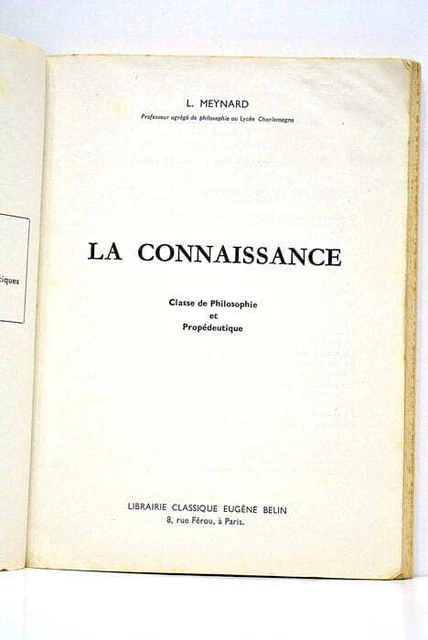 L. MEYNARD
Professeur agrégé de philosophie au Lycée Charlemagne
LA CONNAISSANCE
Classe de Philosophie
et
Propédeutique
LIBRAIRIE CLASSIQUE EUGÈNE BELIN
8, rue Férou, à Paris.